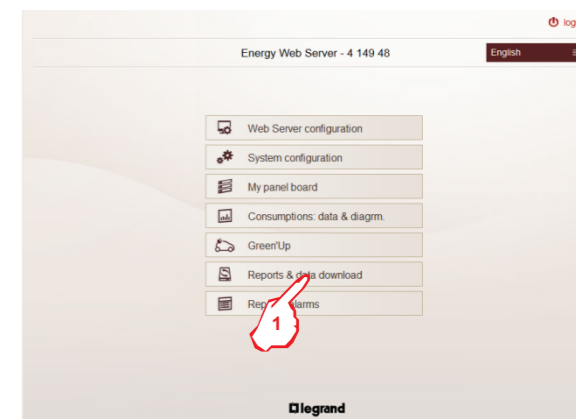 log
Energy Web Server - 4 149 48
English
Web Server configuration
System configuration
My panel board
Consumptions: data & diagrm.
Green'Up
Reports & data download
alarms
1
legrand